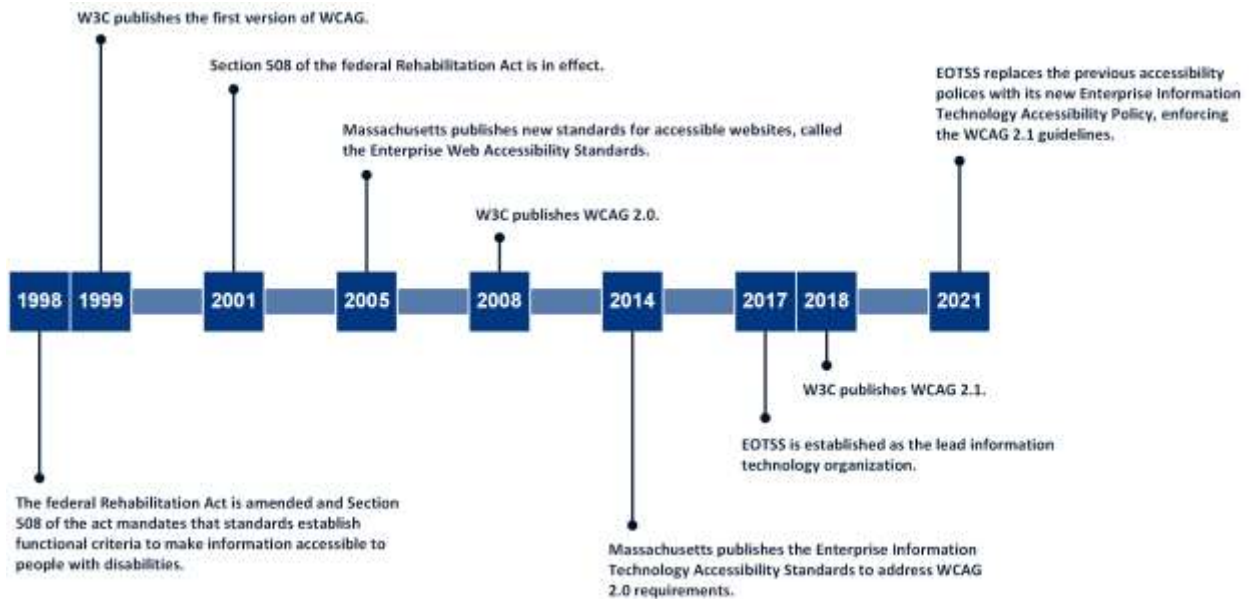 W3C publishes the first version of WCAG.
Section 508 of the federal Rehabilitation Act is in effect.
EOTSS replaces the previous accessibility
polices with its new Enterprise Information
Technology Accessibility Policy, enforcing
the WCAG 2.1 guidelines.
Massachusetts publishes new standards for accessible websites, called
the Enterprise Web Accessibility Standards.
W3C publishes WCAG 2.0.
1998 1999 2001 2005 2008 2014 2017 2018 2021
W3C publishes WCAG 2.1.
EOTSS is established as the lead information
technology organization.
The federal Rehabilitation Act is amended and Section
508 of the act mandates that standards establish
functional criteria to make information accessible to
people with disabilities.
Massachusetts publishes the Enterprise Information
Technology Accessibility Standards to address WCAG
2.0 requirements.